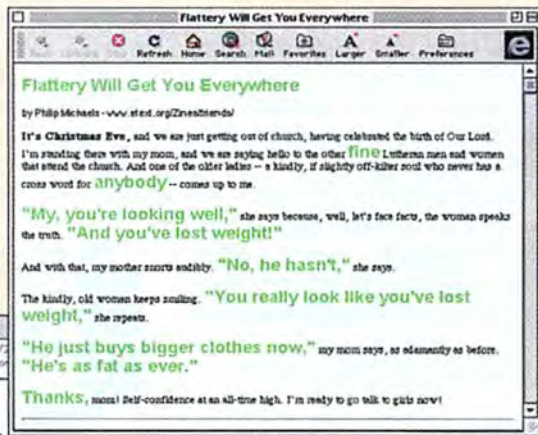 Flattery Will Get You Everywhere
Refresh Home Search Mail Favorites Larger Smaller Preferences
Flattery Will Get You Everywhere
by Philip Michaels - www.etext.org/Zines/friends/
It's Christmas Eve, and we are just getting out of church, having celebrated the birth of Our Lord.
I'm standing there with my mom, and we are saying hello to the other fine Lutheran men and women
that attend the church. And one of the older ladies -- a kindly, if slightly off-killer soul who never has a
cross word for anybody -- comes up to me.
"My, you're looking well," she says because, well, let's face facts, the woman speaks
the truth. "And you've lost weight!"
And with that, my mother snorts audibly. "No, he hasn't," she says.
The kindly, old woman keeps smiling. "You really look like you've lost
weight," she repeats.
"He just buys bigger clothes now," my mom says, as adamantly as before.
"He's as fat as ever."
Thanks, mom! Self-confidence at an all-time high. I'm ready to go talk to girls now!